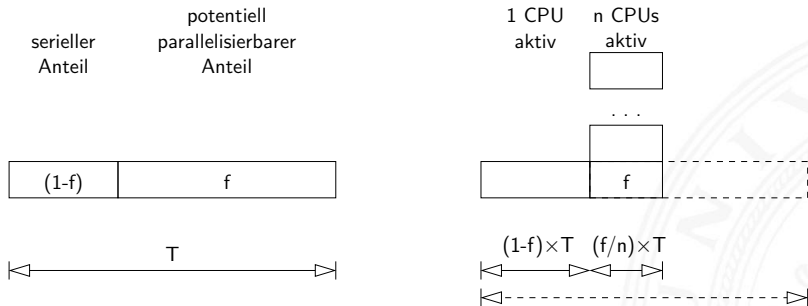 potentiell
serieller parallelisierbarer
Anteil Anteil
1 CPU n CPUs
aktiv aktiv
. . .
(1-f) f
f
T
(1-f)×T (f/n)×T